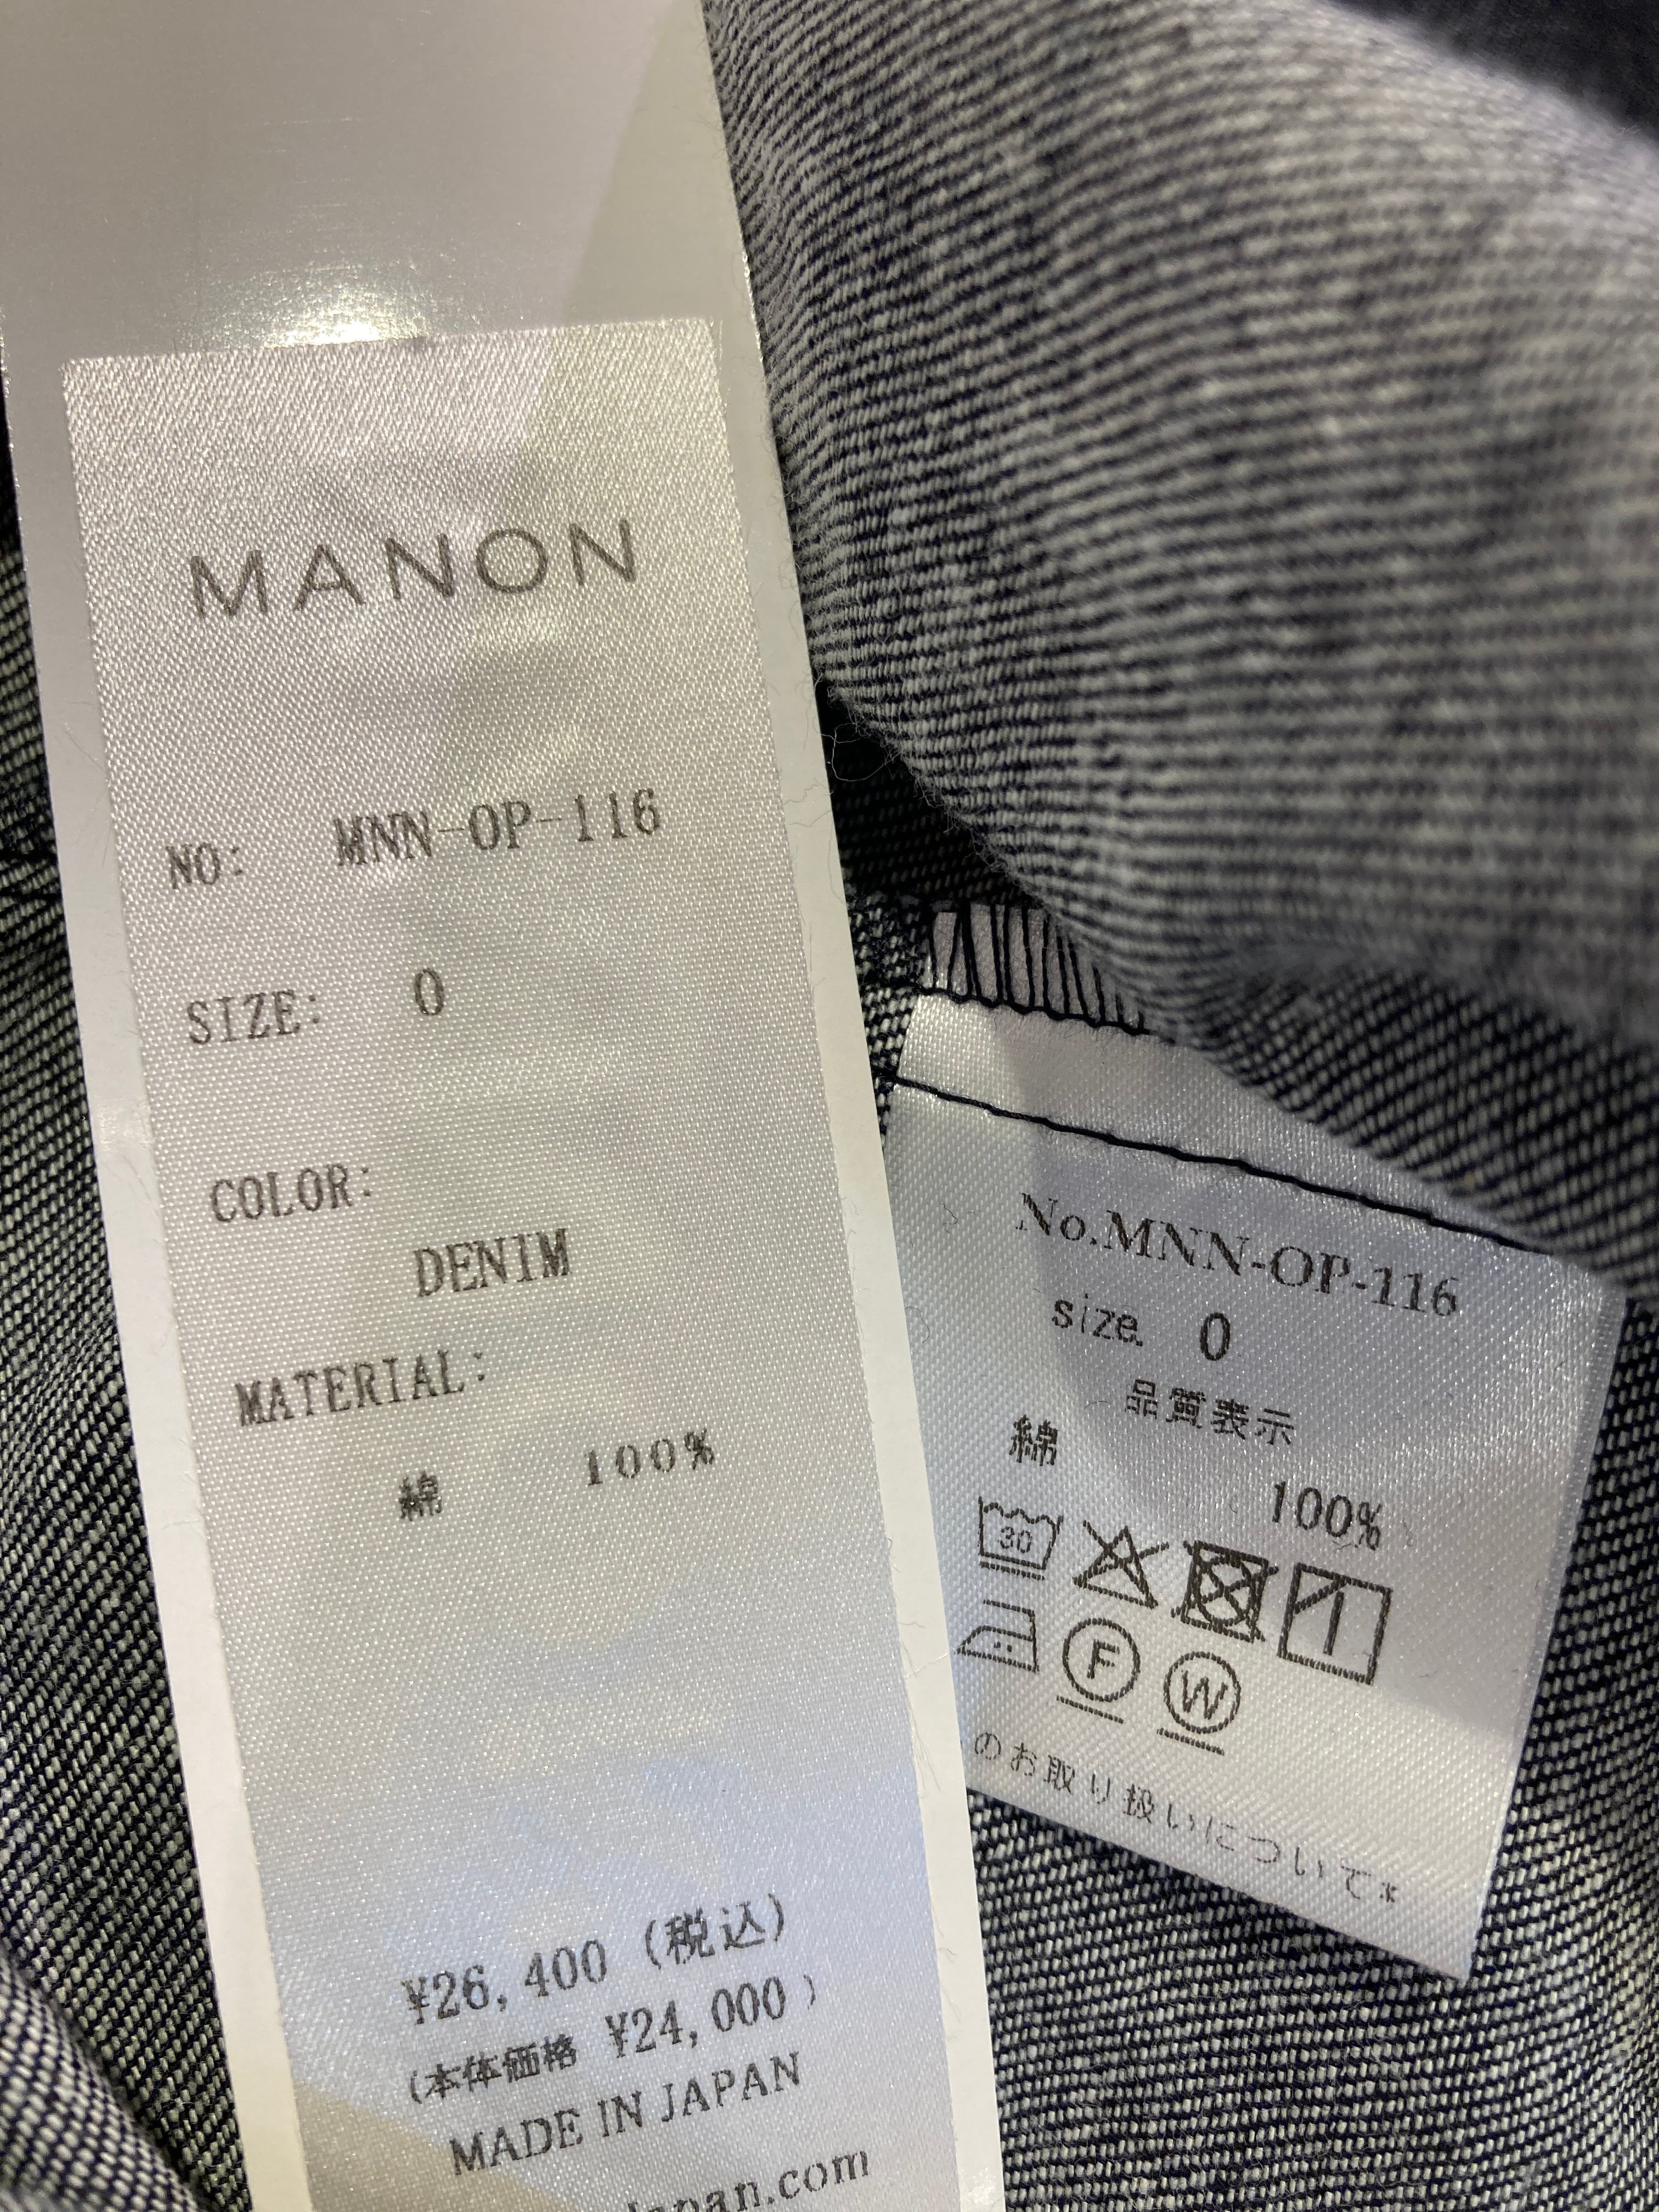 MANON
NO: MNN-OP-116
SIZE: 0
COLOR:
DENIM
MATERIAL:
綿 100%
¥26,400 (税込)
(本体価格 ¥24,000)
MADE IN JAPAN
japan.com
No.MNN-OP-116
size. 0
品質表示
綿
100%
30
F W
のお取り扱いについて*